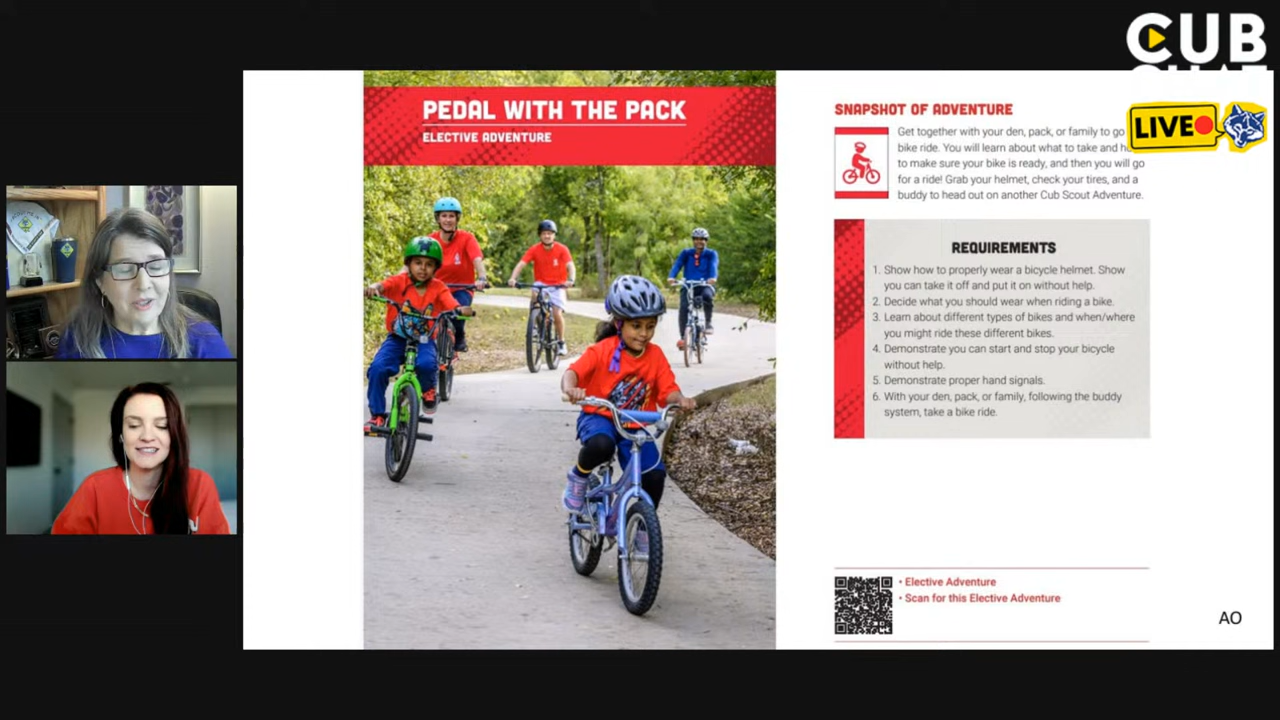 CUB
LIVE
PEDAL WITH THE PACK
ELECTIVE ADVENTURE
SNAPSHOT OF ADVENTURE
Get together with your den, pack, or family to go
bike ride. You will learn about what to take and
to make sure your bike is ready, and then you will go
for a ride! Grab your helmet, check your tires, and a
buddy to head out on another Cub Scout Adventure.
REQUIREMENTS
1. Show how to properly wear a bicycle helmet. Show
you can take it off and put it on without help.
2. Decide what you should wear when riding a bike.
3. Learn about different types of bikes and when/where
you might ride these different bikes.
4. Demonstrate you can start and stop your bicycle
without help.
5. Demonstrate proper hand signals.
6. With your den, pack, or family, following the buddy
system, take a bike ride.
• Elective Adventure
• Scan for this Elective Adventure
AO